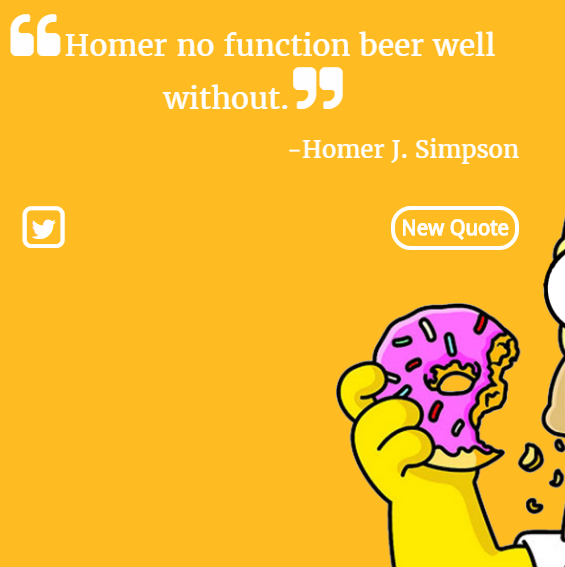 “Homer no function beer well
without.”
-Homer J. Simpson
New Quote